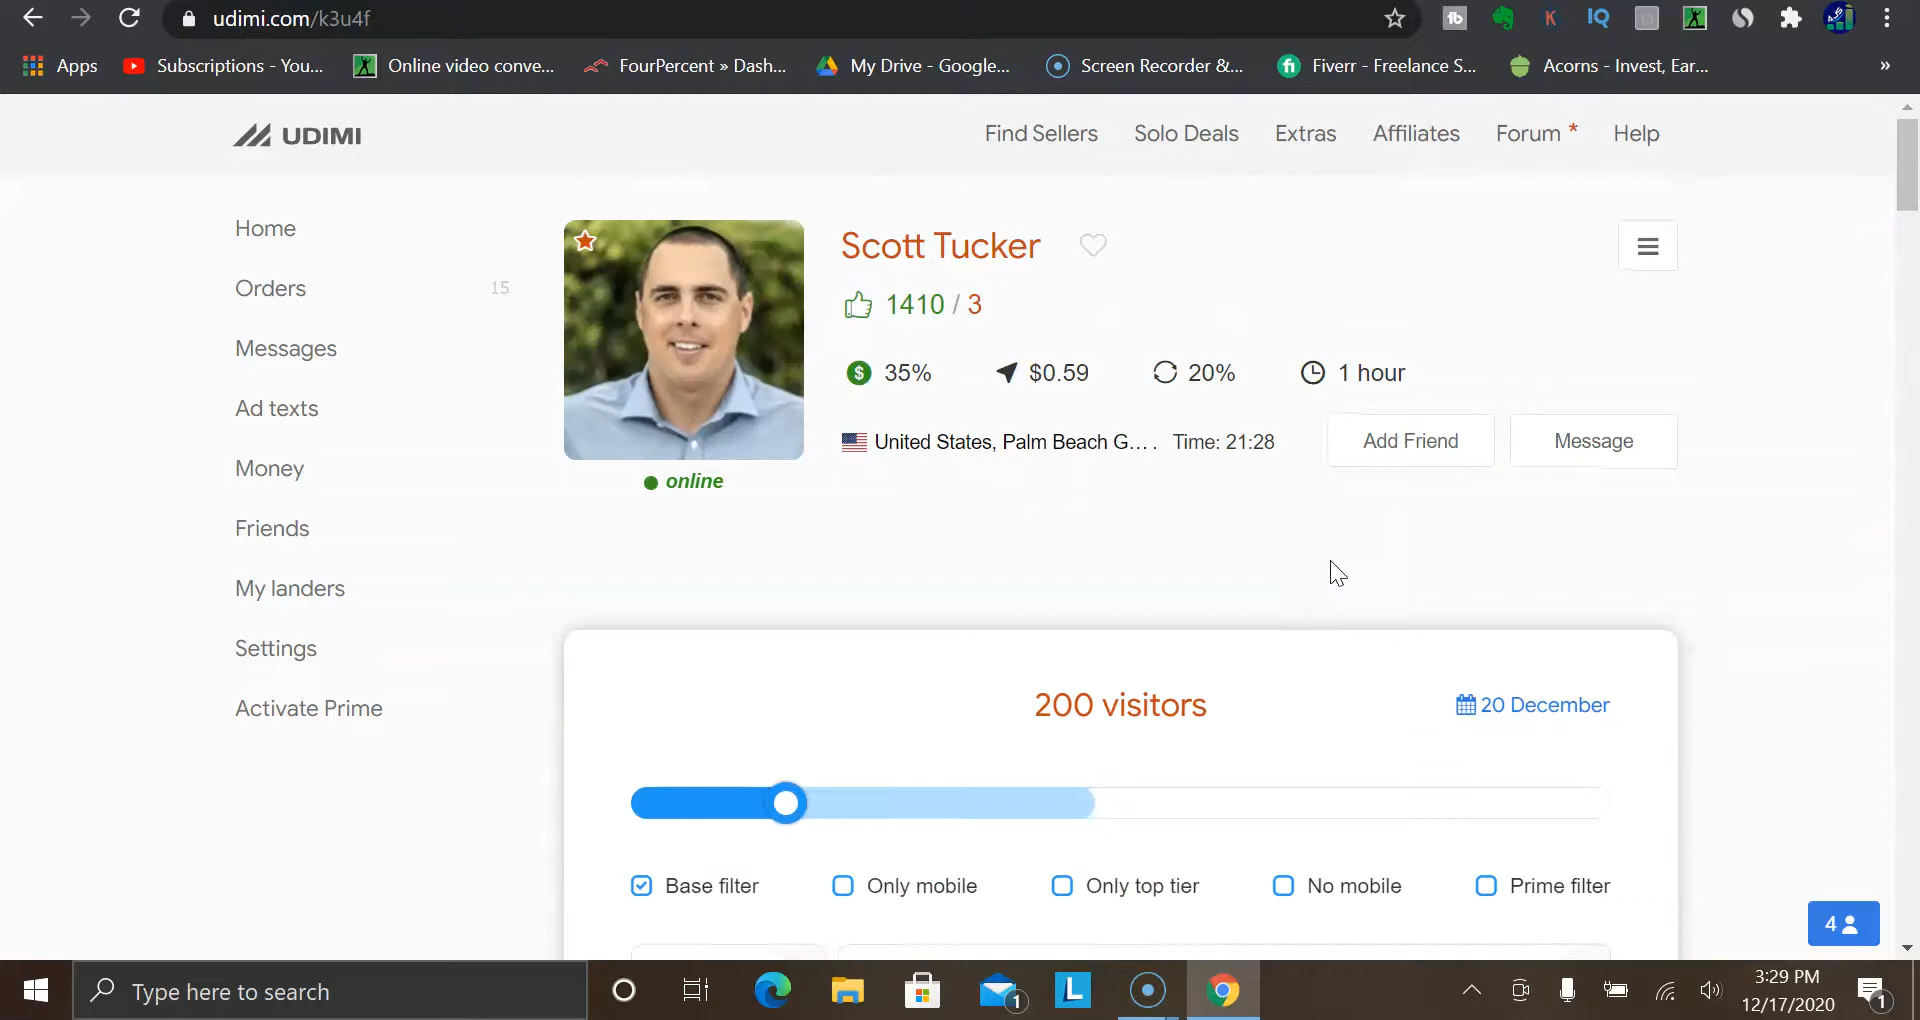 udimi.com/k3u4f
Apps
Subscriptions - You...
Online video conve...
FourPercent » Dash...
My Drive - Google...
Screen Recorder &...
Fiverr - Freelance S...
Acorns - Invest, Ear...
»
UDIMI
Find Sellers
Solo Deals
Extras
Affiliates
Forum *
Help
Home
Orders 15
Messages
Ad texts
Money
Friends
My landers
Settings
Activate Prime
online
Scott Tucker
1410 / 3
$ 35%
$0.59
20%
1 hour
United States, Palm Beach G... .
Time: 21:28
Add Friend
Message
200 visitors
20 December
Base filter
Only mobile
Only top tier
No mobile
Prime filter
4
Type here to search
1
L
3:29 PM
12/17/2020
1
tb
K
IQ